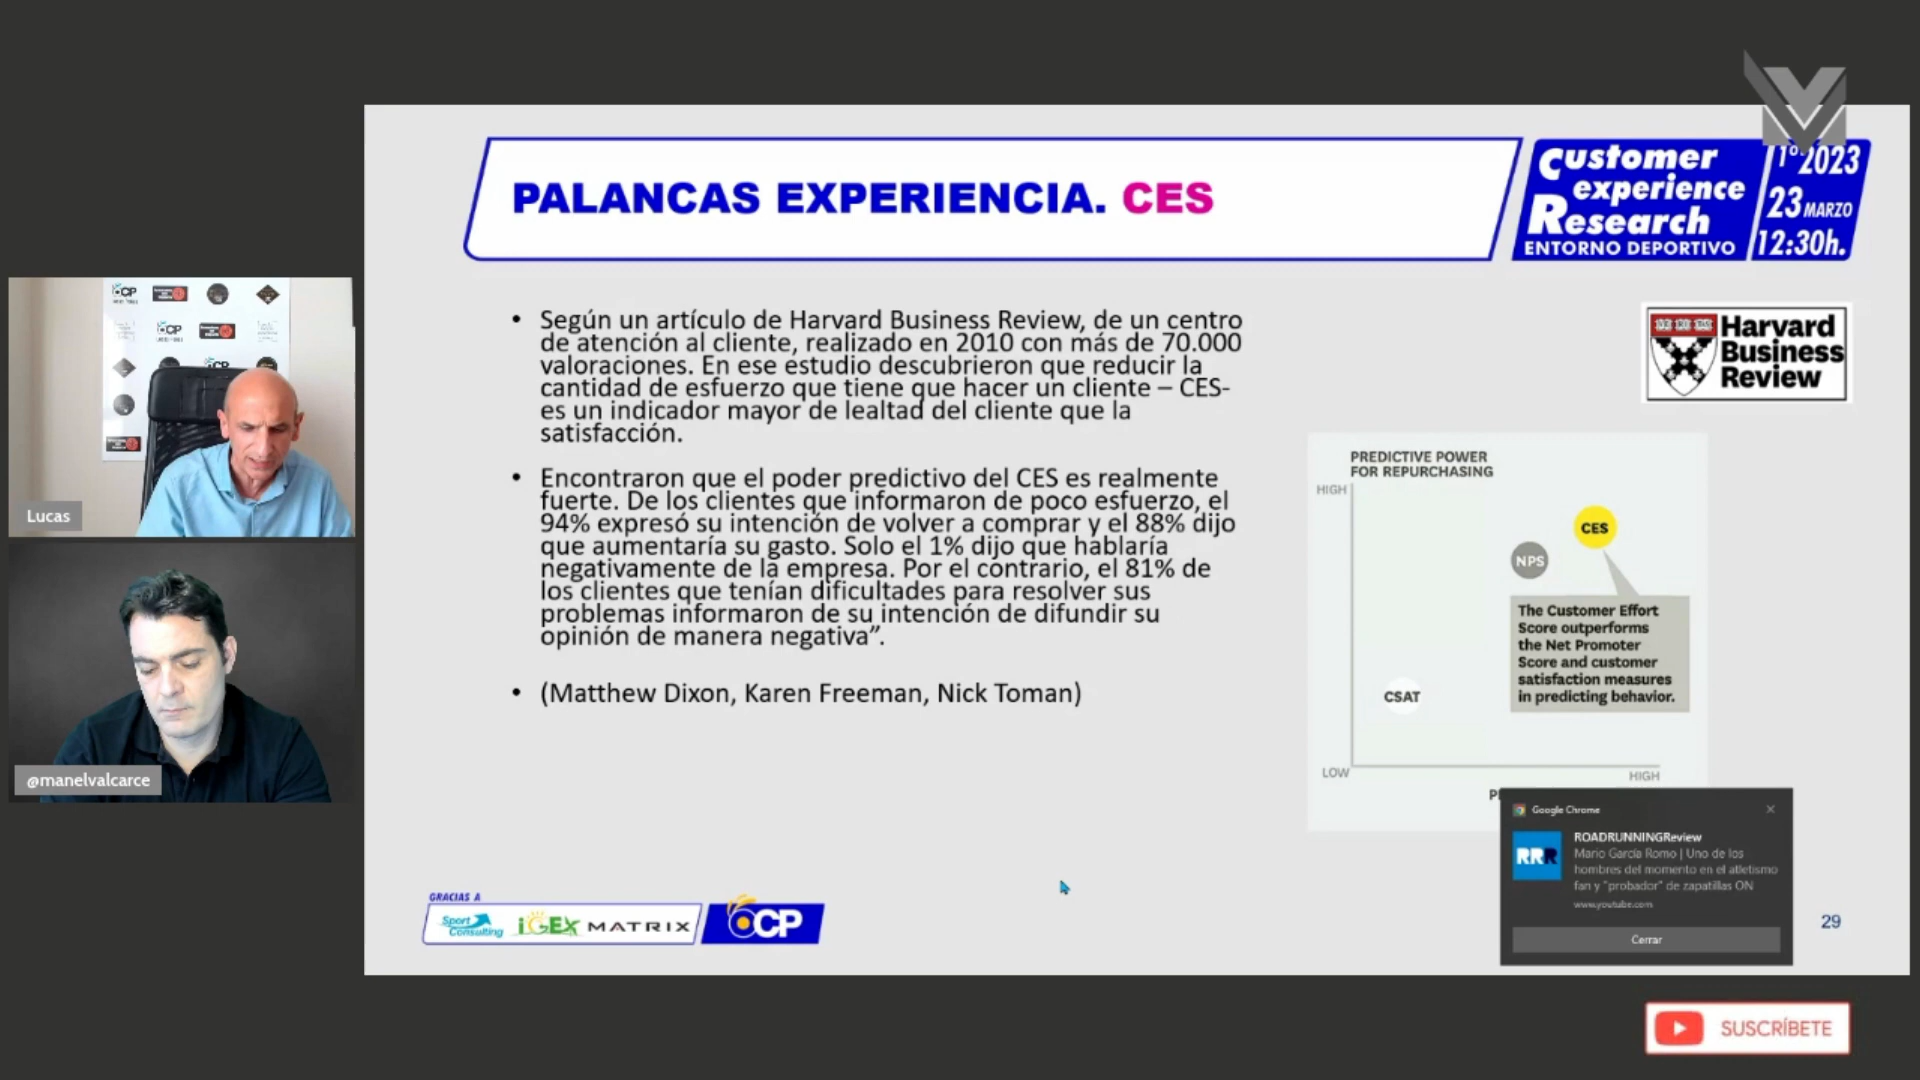 PALANCAS EXPERIENCIA. CES
Customer
experience
Research
ENTORNO DEPORTIVO
1º 2023
23 MARZO
12:30h.
• Según un artículo de Harvard Business Review, de un centro
de atención al cliente, realizado en 2010 con más de 70.000
valoraciones. En ese estudio descubrieron que reducir la
cantidad de esfuerzo que tiene que hacer un cliente – CES-
es un indicador mayor de lealtad del cliente que la
satisfacción.
• Encontraron que el poder predictivo del CES es realmente
fuerte. De los clientes que informaron de poco esfuerzo, el
94% expresó su intención de volver a comprar y el 88% dijo
que aumentaría su gasto. Solo el 1% dijo que hablaría
negativamente de la empresa. Por el contrario, el 81% de
los clientes que tenían dificultades para resolver sus
problemas informaron de su intención de difundir su
opinión de manera negativa”.
• (Matthew Dixon, Karen Freeman, Nick Toman)
Harvard
Business
Review
PREDICTIVE POWER
FOR REPURCHASING
HIGH
CES
NPS
The Customer Effort
Score outperforms
the Net Promoter
Score and customer
satisfaction measures
in predicting behavior.
CSAT
LOW
HIGH
Google Chrome
ROADRUNNINGReview
Mario García Romo | Uno de los
hombres del momento en el atletismo
fan y "probador" de zapatillas ON
www.youtube.com
Cerrar
RRR
Lucas
@manelvalcarce
GRACIAS A
Sport
Consulting
iGEx
MATRIX
OCP
29
SUSCRÍBETE